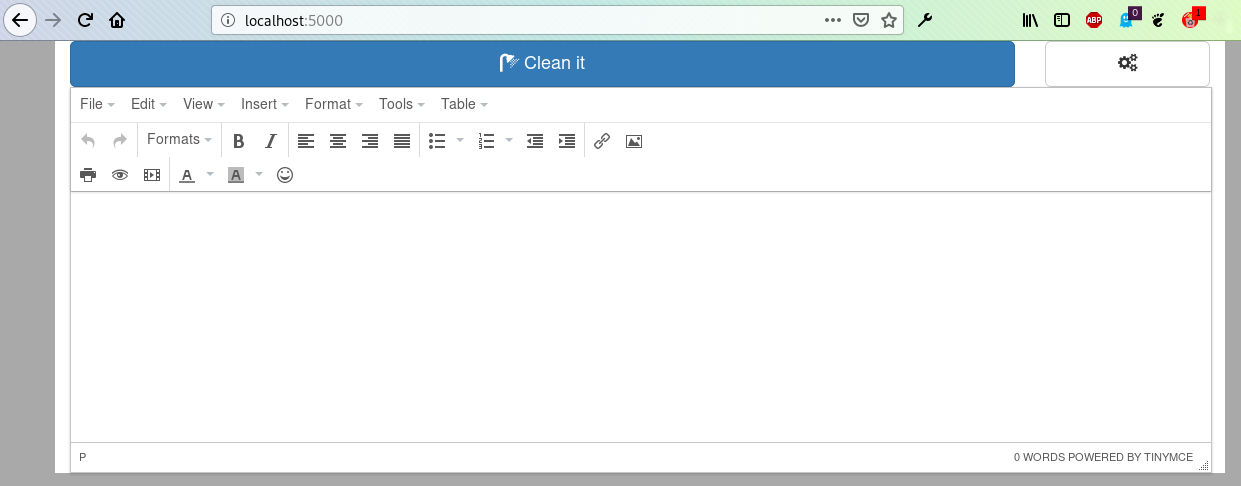 localhost:5000
ABP
0
1
Clean it
File Edit View Insert Format Tools Table
Formats B I
A A
P
0 WORDS POWERED BY TINYMCE